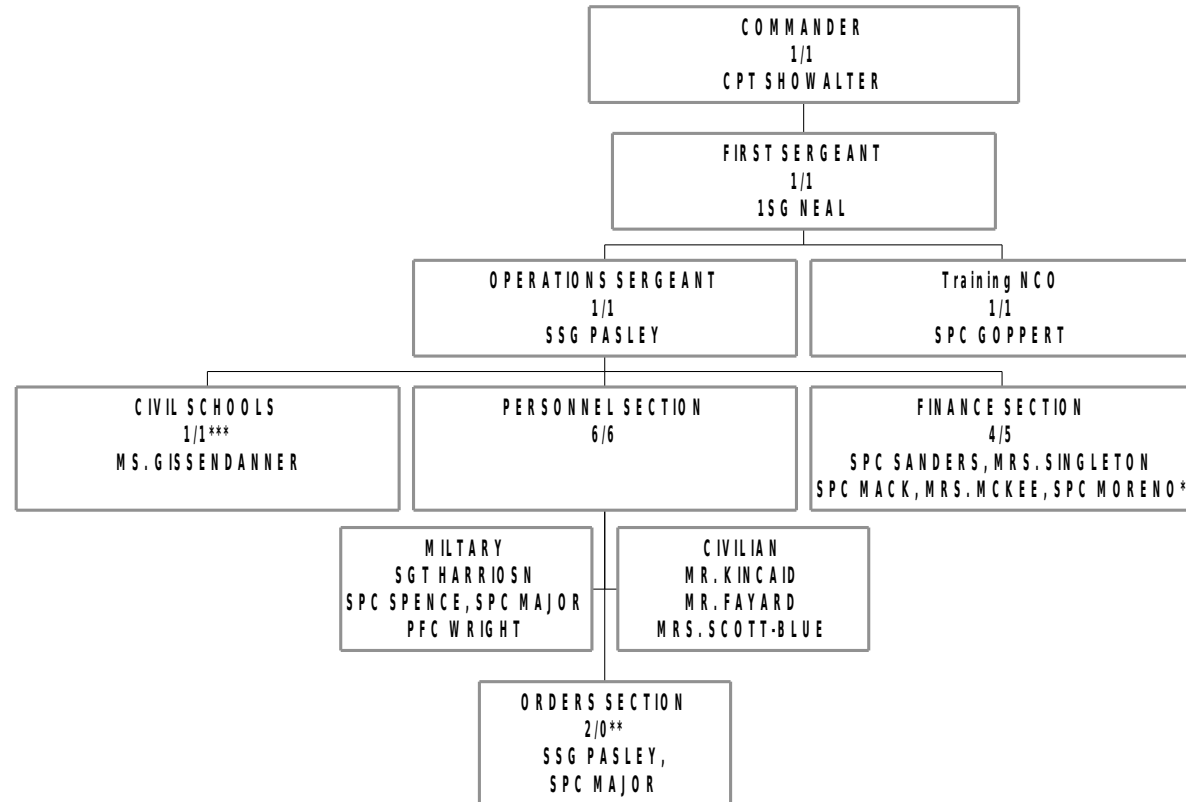 COMMANDER
1/1
CPT SHOWALTER
FIRST SERGEANT
1/1
1SG NEAL
OPERATIONS SERGEANT
1/1
SSG PASLEY
Training NCO
1/1
SPC GOPPERT
CIVIL SCHOOLS
1/1***
MS. GISSENDANNER
PERSONNEL SECTION
6/6
FINANCE SECTION
4/5
SPC SANDERS, MRS. SINGLETON
SPC MACK, MRS. MCKEE, SPC MORENO*
MILTARY
SGT HARRIOSN
SPC SPENCE, SPC MAJOR
PFC WRIGHT
CIVILIAN
MR. KINCAID
MR. FAYARD
MRS. SCOTT-BLUE
ORDERS SECTION
2/0**
SSG PASLEY,
SPC MAJOR